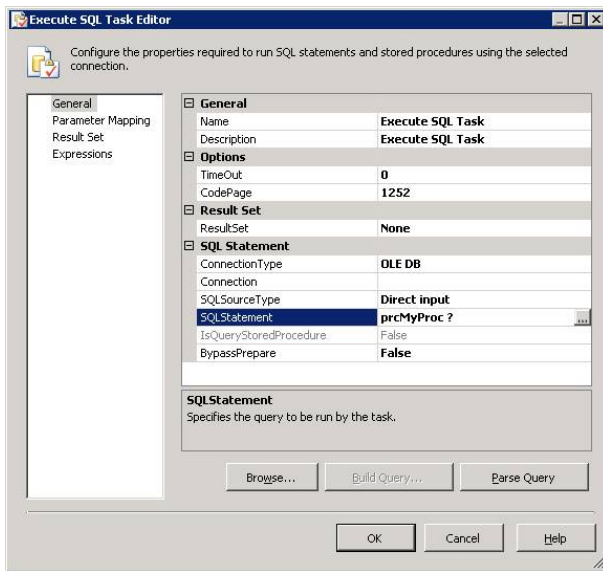 Execute SQL Task Editor
Configure the properties required to run SQL statements and stored procedures using the selected
connection.
General
Parameter Mapping
Result Set
Expressions
General
Name Execute SQL Task
Description Execute SQL Task
Options
TimeOut 0
CodePage 1252
Result Set
ResultSet None
SQL Statement
ConnectionType OLE DB
Connection
SQLSourceType Direct input
SQLStatement prcMyProc ? ...
IsQueryStoredProcedure False
BypassPrepare False
SQLStatement
Specifies the query to be run by the task.
Browse... Build Query... Parse Query
OK Cancel Help